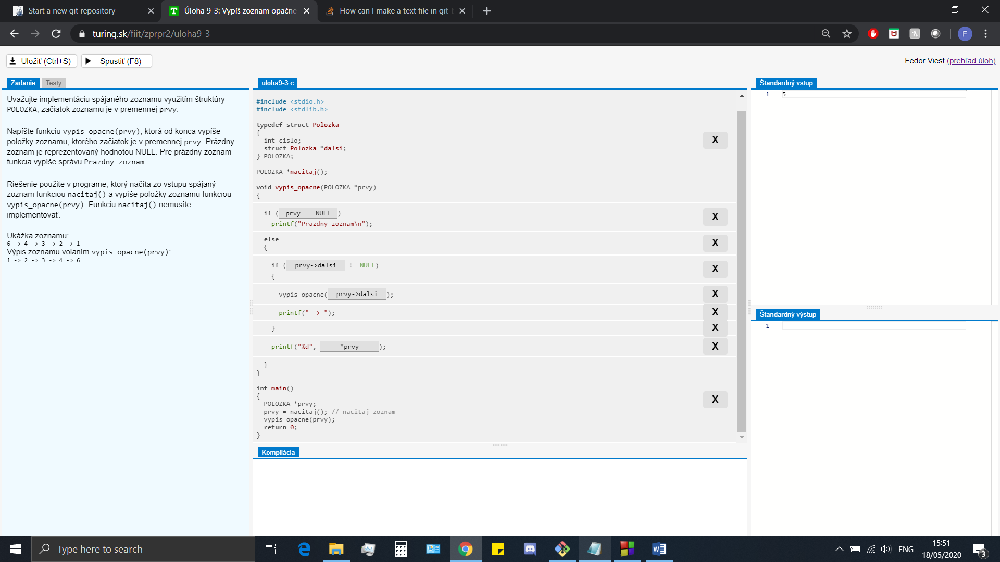 Start a new git repository
Úloha 9-3: Vypíš zoznam opačne
How can I make a text file in git-b
turing.sk/fiit/zprpr2/uloha9-3
F
Uložiť (Ctrl+S)
Spustiť (F8)
Fedor Viest (prehľad úloh)
Zadanie
Testy
Uvažujte implementáciu spájaného zoznamu využitím štruktúry
POLOZKA, začiatok zoznamu je v premennej prvy.
Napíšte funkciu vypis_opacne(prvy), ktorá od konca vypíše
položky zoznamu, ktorého začiatok je v premennej prvy. Prázdny
zoznam je reprezentovaný hodnotou NULL. Pre prázdny zoznam
funkcia vypíše správu Prazdny zoznam
Riešenie použite v programe, ktorý načíta zo vstupu spájaný
zoznam funkciou nacitaj() a vypíše položky zoznamu funkciou
vypis_opacne(prvy). Funkciu nacitaj() nemusíte
implementovať.
Ukážka zoznamu:
6 -> 4 -> 3 -> 2 -> 1
Výpis zoznamu volaním vypis_opacne(prvy):
1 -> 2 -> 3 -> 4 -> 6
uloha9-3.c
#include <stdio.h>
#include <stdlib.h>
typedef struct Polozka
{
int cislo;
X
struct Polozka *dalsi;
} POLOZKA;
POLOZKA *nacitaj();
void vypis_opacne(POLOZKA *prvy)
{
if ( prvy == NULL )
X
printf("Prazdny zoznam\n");
else
X
{
if ( prvy->dalsi != NULL)
X
{
vypis_opacne( prvy->dalsi );
X
printf(" -> ");
X
}
X
printf("%d", *prvy );
X
}
}
int main()
{
X
POLOZKA *prvy;
prvy = nacitaj(); // nacitaj zoznam
vypis_opacne(prvy);
return 0;
}
Kompilácia
Štandardný vstup
1 5
Štandardný výstup
1
Type here to search
ENG
15:51
18/05/2020
3